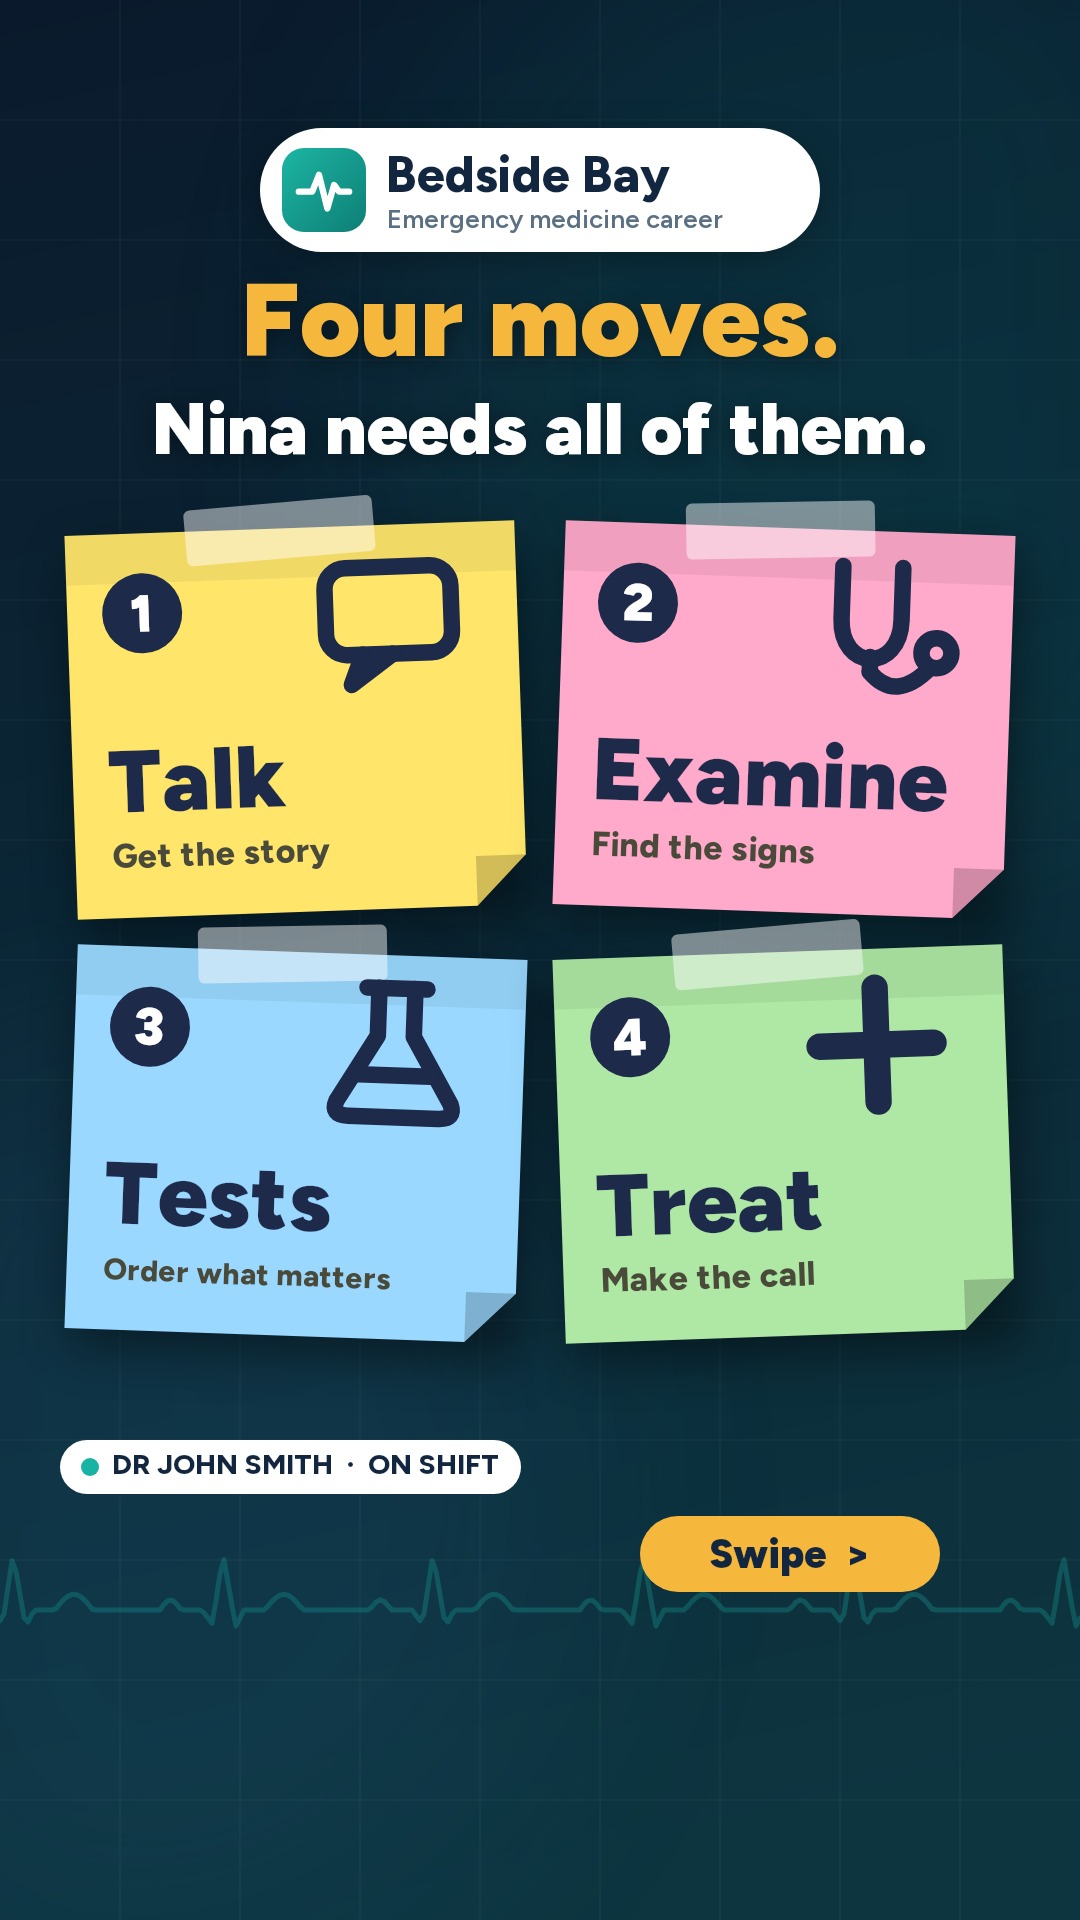 Bedside Bay
Emergency medicine career
Four moves.
Nina needs all of them.
1
Talk
Get the story
2
Examine
Find the signs
3
Tests
Order what matters
4
Treat
Make the call
DR JOHN SMITH · ON SHIFT
Swipe >